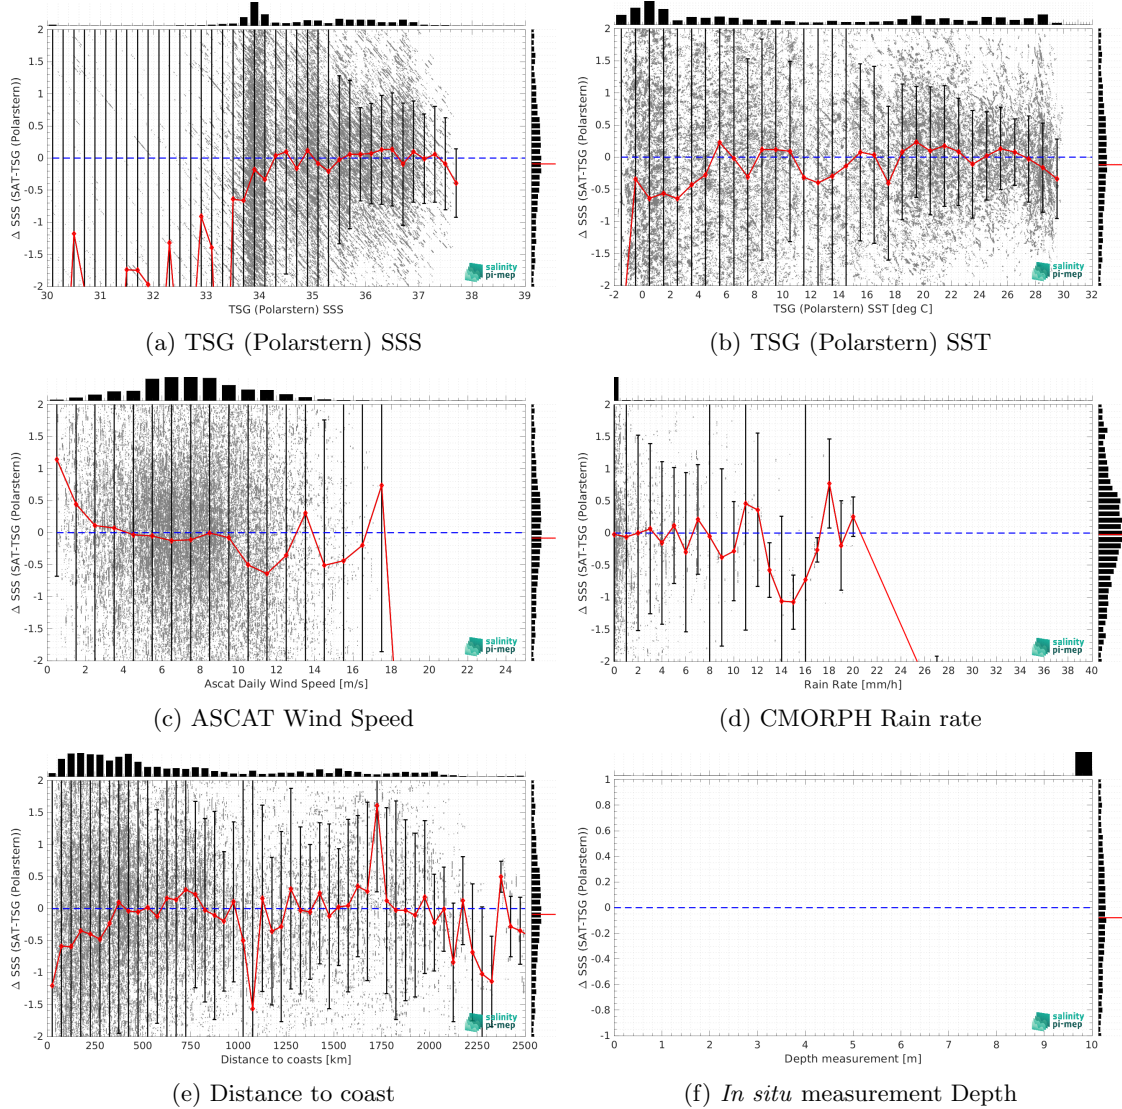 2
1.5
1
0.5
0
-0.5
-1
-1.5
-2
Δ SSS (SAT-TSG (Polarstern))
30 31 32 33 34 35 36 37 38 39
TSG (Polarstern) SSS
salinity
pi-mep
(a) TSG (Polarstern) SSS
2
1.5
1
0.5
0
-0.5
-1
-1.5
-2
Δ SSS (SAT-TSG (Polarstern))
-2 0 2 4 6 8 10 12 14 16 18 20 22 24 26 28 30 32
TSG (Polarstern) SST [deg C]
salinity
pi-mep
(b) TSG (Polarstern) SST
2
1.5
1
0.5
0
-0.5
-1
-1.5
-2
Δ SSS (SAT-TSG (Polarstern))
0 2 4 6 8 10 12 14 16 18 20 22 24
Ascat Daily Wind Speed [m/s]
salinity
pi-mep
(c) ASCAT Wind Speed
2
1.5
1
0.5
0
-0.5
-1
-1.5
-2
Δ SSS (SAT-TSG (Polarstern))
0 2 4 6 8 10 12 14 16 18 20 22 24 26 28 30 32 34 36 38 40
Rain Rate [mm/h]
salinity
pi-mep
(d) CMORPH Rain rate
2
1.5
1
0.5
0
-0.5
-1
-1.5
-2
Δ SSS (SAT-TSG (Polarstern))
0 250 500 750 1000 1250 1500 1750 2000 2250 2500
Distance to coasts [km]
salinity
pi-mep
(e) Distance to coast
1
0.8
0.6
0.4
0.2
0
-0.2
-0.4
-0.6
-0.8
-1
Δ SSS (SAT-TSG (Polarstern))
0 1 2 3 4 5 6 7 8 9 10
Depth measurement [m]
salinity
pi-mep
(f) In situ measurement Depth